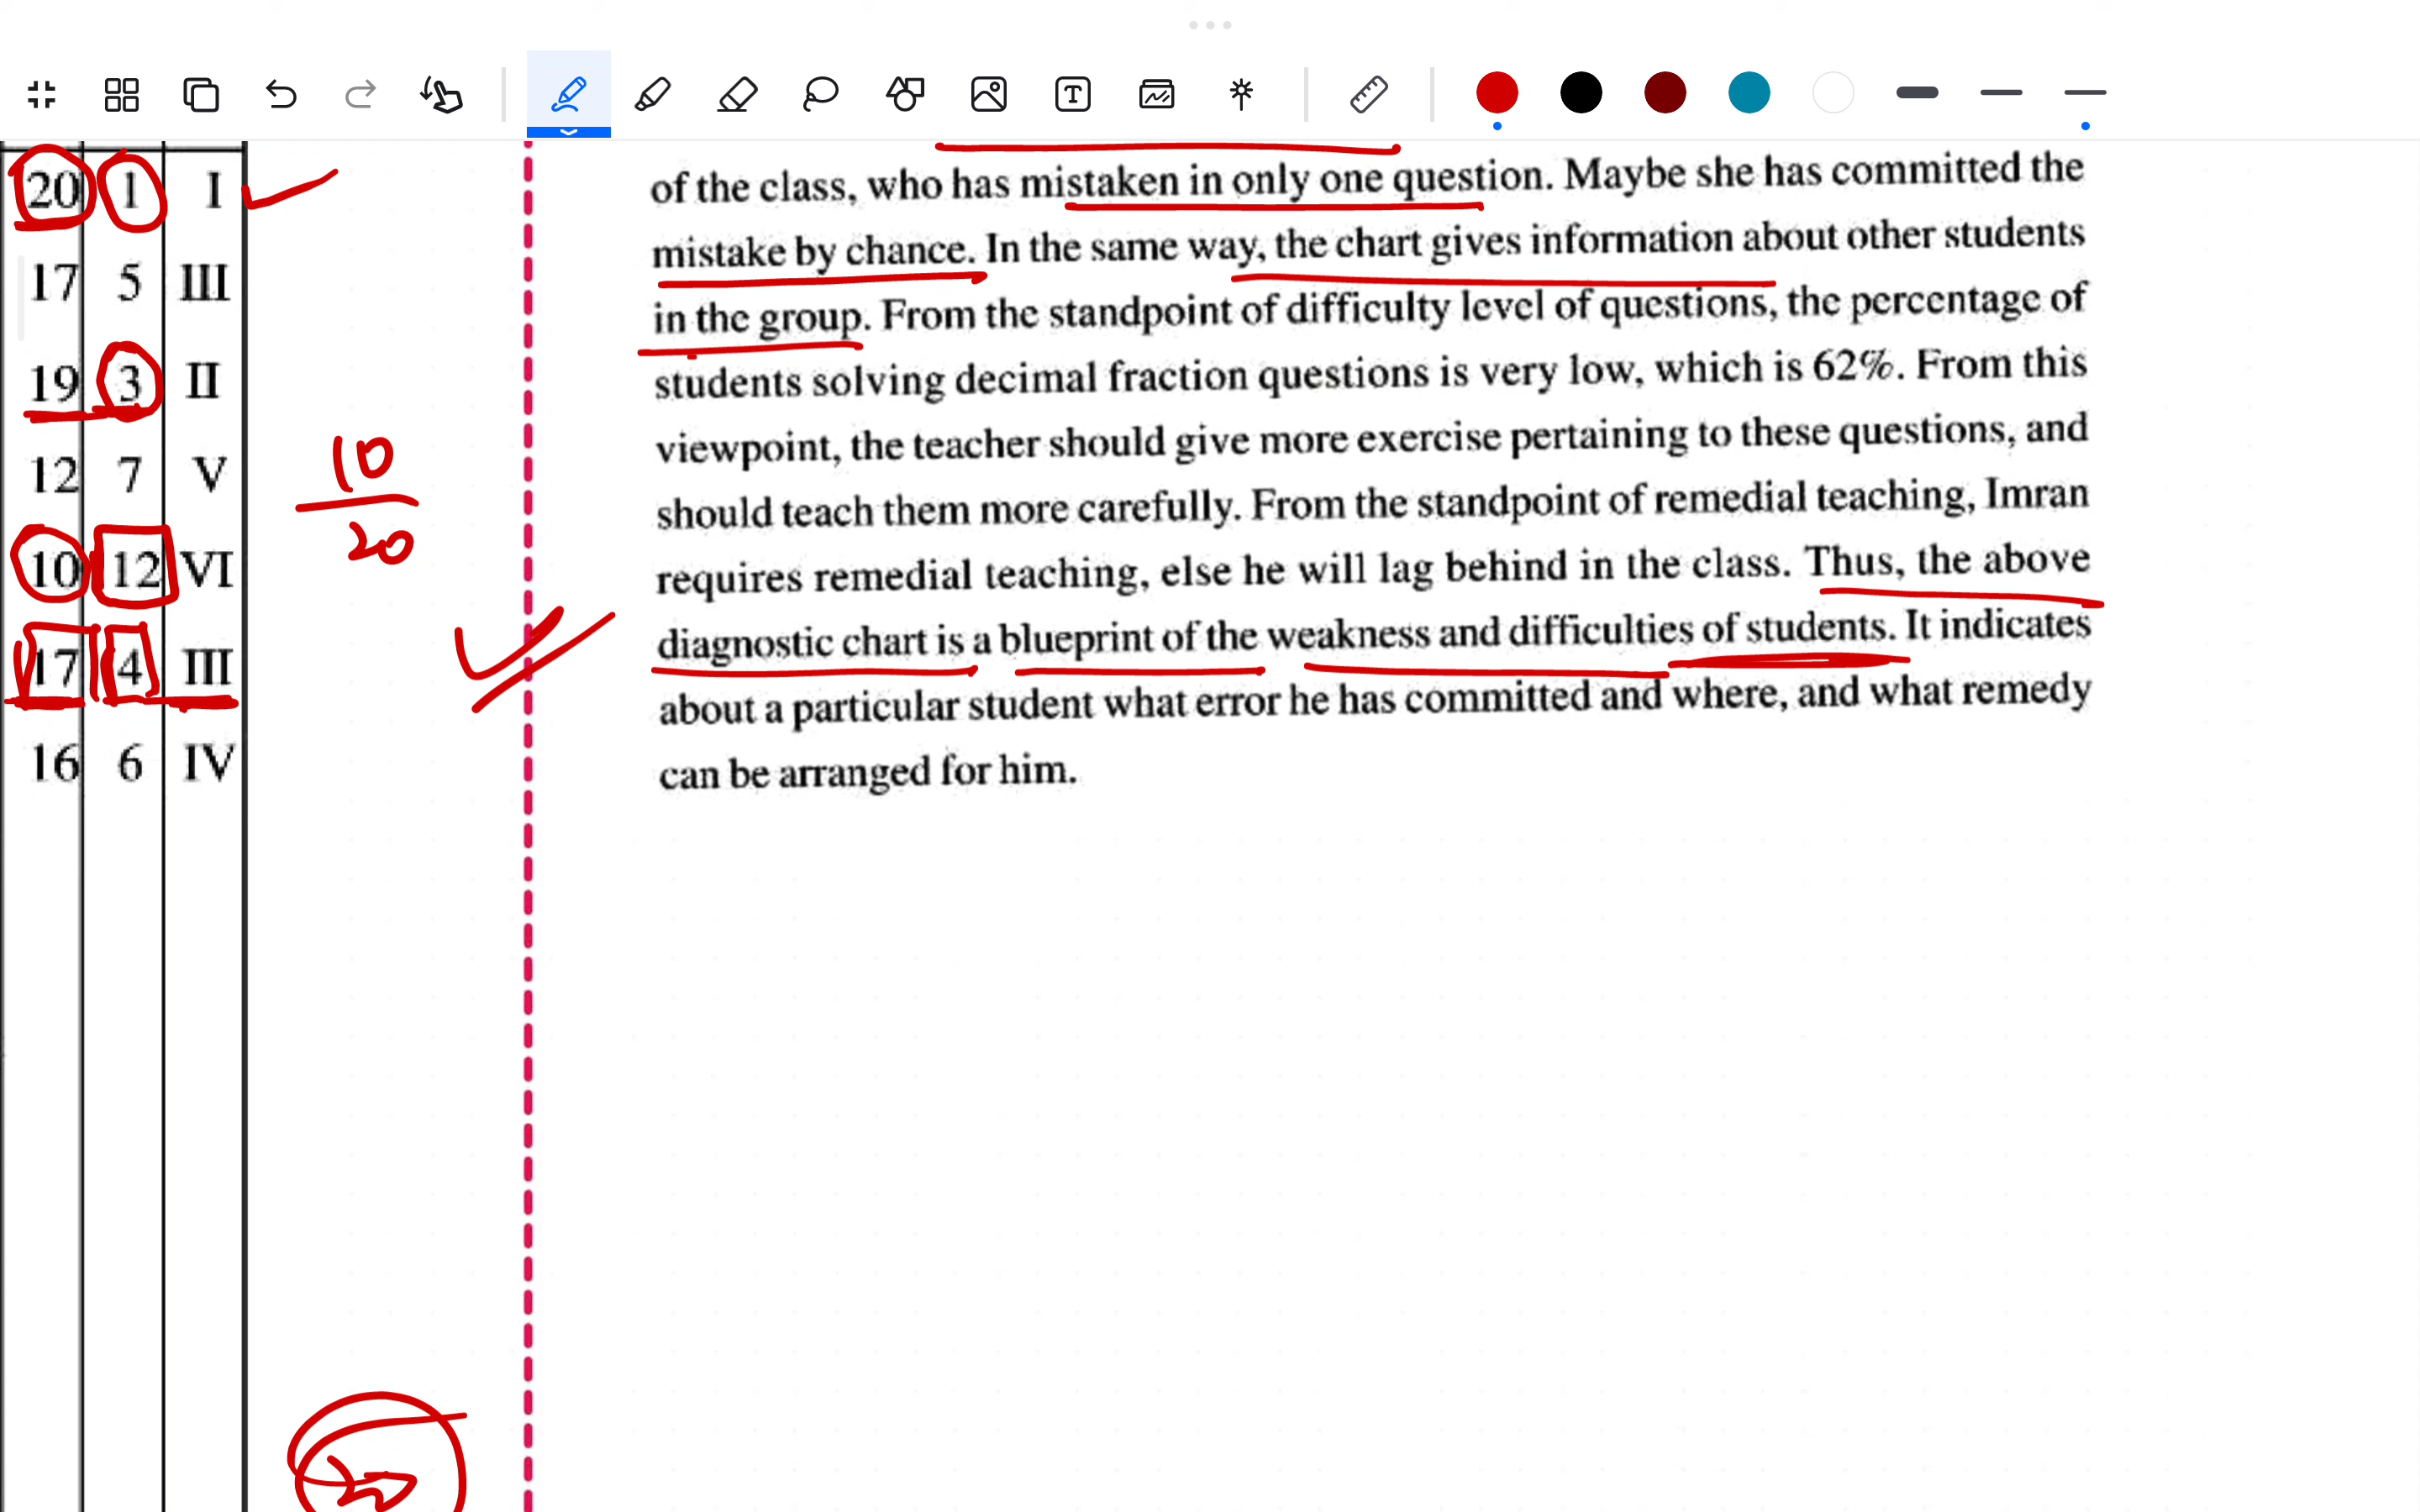 20 1 I
17 5 III
19 3 II
12 7 V
10 12 VI
17 4 III
16 6 IV
10
20
of the class, who has mistaken in only one question. Maybe she has committed the
mistake by chance. In the same way, the chart gives information about other students
in the group. From the standpoint of difficulty level of questions, the percentage of
students solving decimal fraction questions is very low, which is 62%. From this
viewpoint, the teacher should give more exercise pertaining to these questions, and
should teach them more carefully. From the standpoint of remedial teaching, Imran
requires remedial teaching, else he will lag behind in the class. Thus, the above
diagnostic chart is a blueprint of the weakness and difficulties of students. It indicates
about a particular student what error he has committed and where, and what remedy
can be arranged for him.